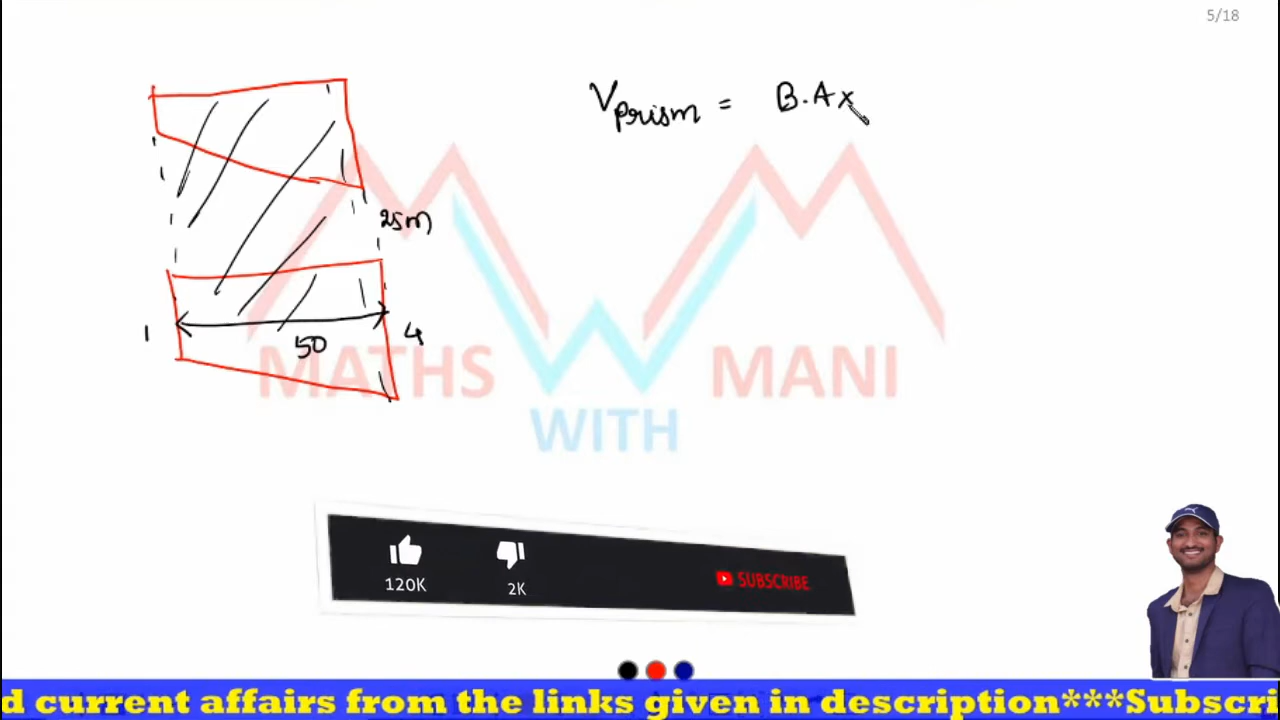 5/18
V prism = B.A x
25m
1
50
4
MATHS WITH MANI
120K
2K
SUBSCRIBE
d current affairs from the links given in description***Subscri